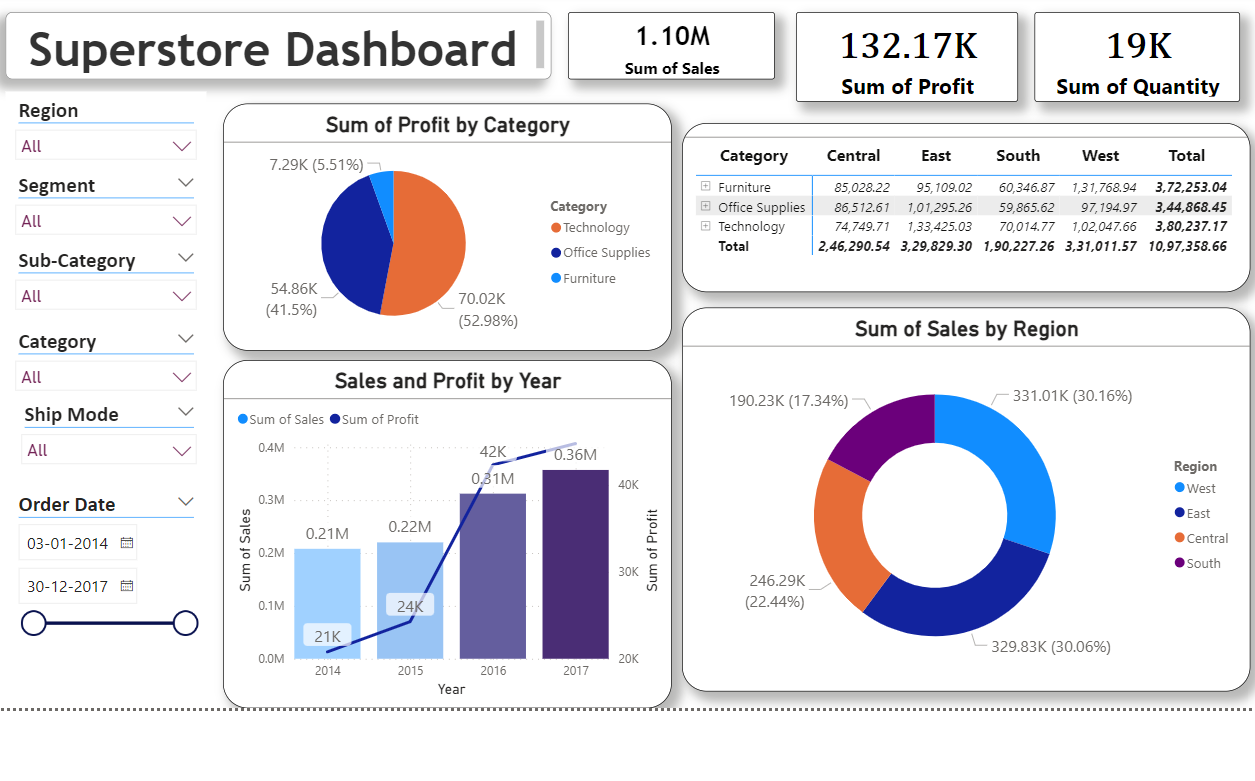 Superstore Dashboard
1.10M
Sum of Sales
132.17K
Sum of Profit
19K
Sum of Quantity
Region
All
Segment
All
Sub-Category
All
Category
All
Ship Mode
All
Order Date
03-01-2014
30-12-2017
Sum of Profit by Category
7.29K (5.51%)
54.86K
(41.5%)
70.02K
(52.98%)
Category
Technology
Office Supplies
Furniture
Category Central East South West Total
Furniture 85,028.22 95,109.02 60,346.87 1,31,768.94 3,72,253.04
Office Supplies 86,512.61 1,01,295.26 59,865.62 97,194.97 3,44,868.45
Technology 74,749.71 1,33,425.03 70,014.77 1,02,047.66 3,80,237.17
Total 2,46,290.54 3,29,829.30 1,90,227.26 3,31,011.57 10,97,358.66
Sales and Profit by Year
Sum of Sales Sum of Profit
Sum of Sales
0.4M
0.3M
0.2M
0.1M
0.0M
0.21M
0.22M
0.31M
0.36M
21K
24K
42K
40K
30K
20K
Sum of Profit
2014 2015 2016 2017
Year
Sum of Sales by Region
190.23K (17.34%)
331.01K (30.16%)
246.29K
(22.44%)
329.83K (30.06%)
Region
West
East
Central
South